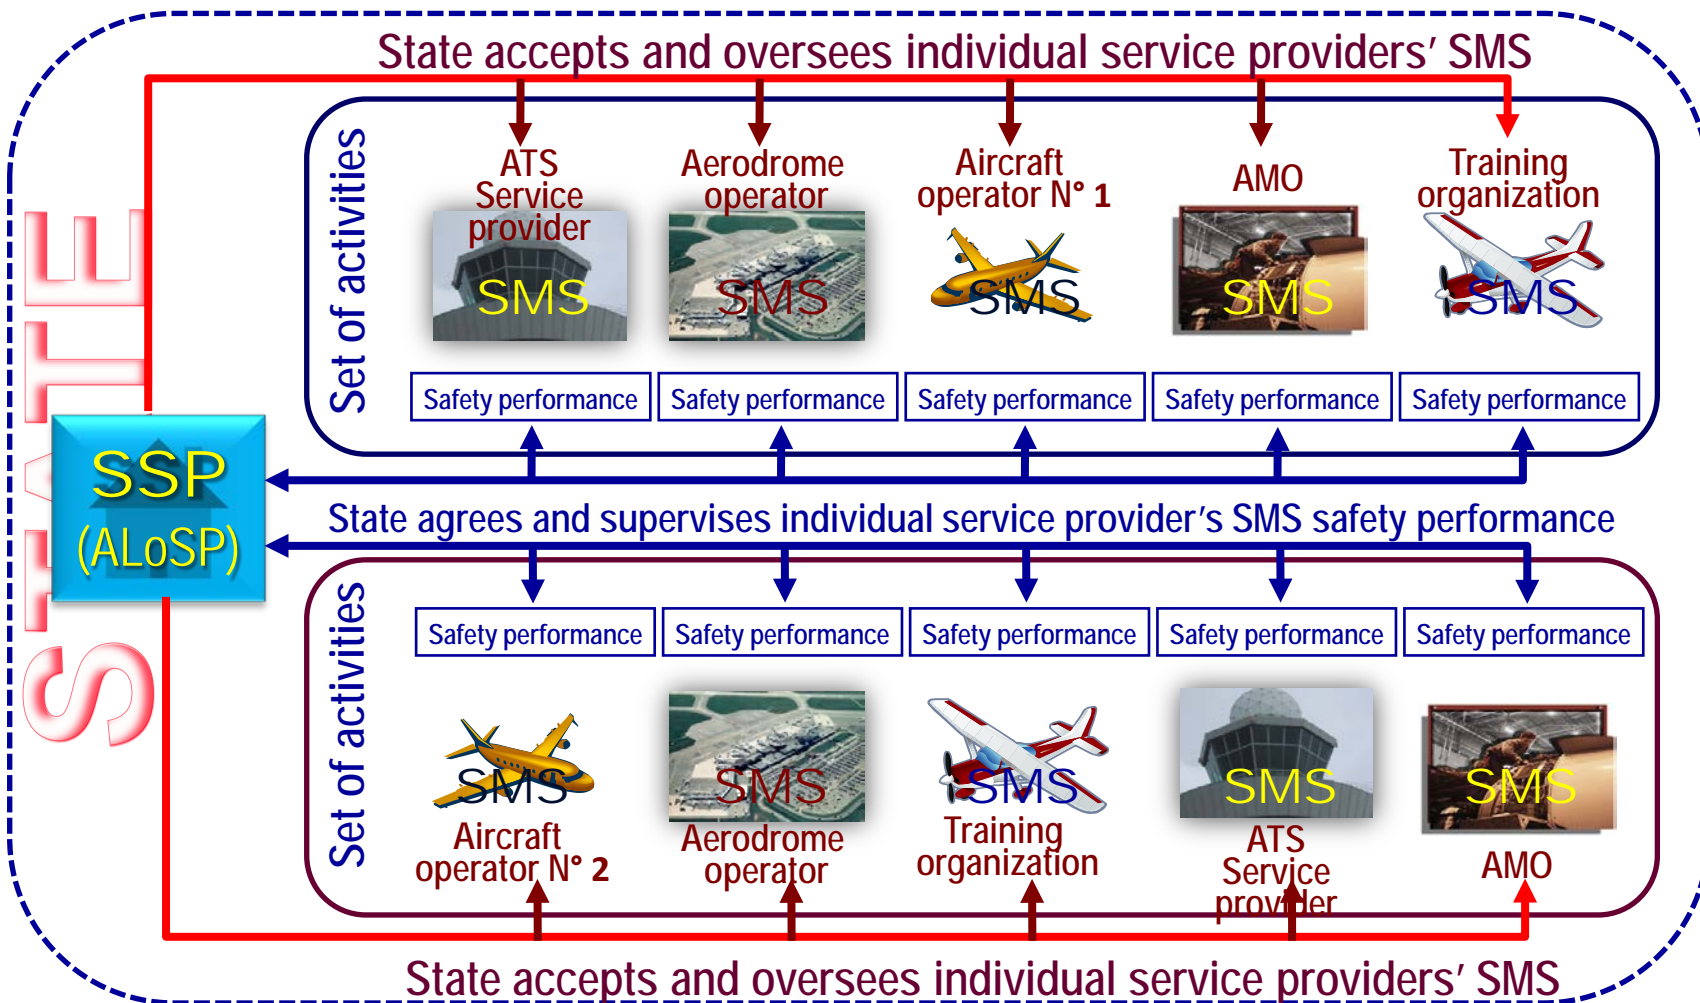 State accepts and oversees individual service providers’ SMS
Set of activities
ATS
Service
provider
SMS
Aerodrome
operator
SMS
Aircraft
operator N° 1
SMS
AMO
SMS
Training
organization
SMS
Safety performance
Safety performance
Safety performance
Safety performance
Safety performance
STATE
SSP
(ALoSP)
State agrees and supervises individual service provider’s SMS safety performance
Set of activities
Safety performance
Safety performance
Safety performance
Safety performance
Safety performance
SMS
Aircraft
operator N° 2
SMS
Aerodrome
operator
SMS
Training
organization
SMS
ATS
Service
provider
SMS
AMO
State accepts and oversees individual service providers’ SMS